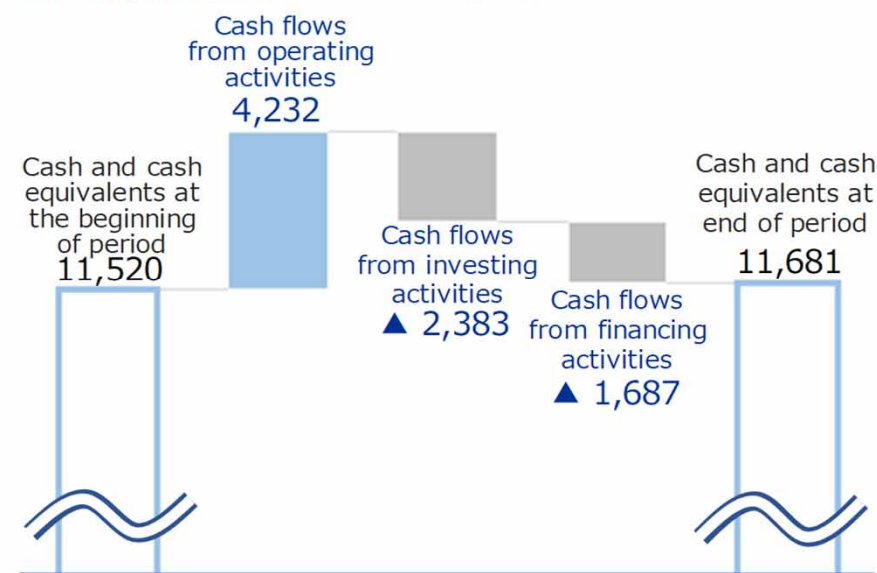 Cash flows
from operating
activities
4,232
Cash and cash
equivalents at
the beginning
of period
11,520
Cash flows
from investing
activities
▲ 2,383
Cash flows
from financing
activities
▲ 1,687
Cash and cash
equivalents at
end of period
11,681